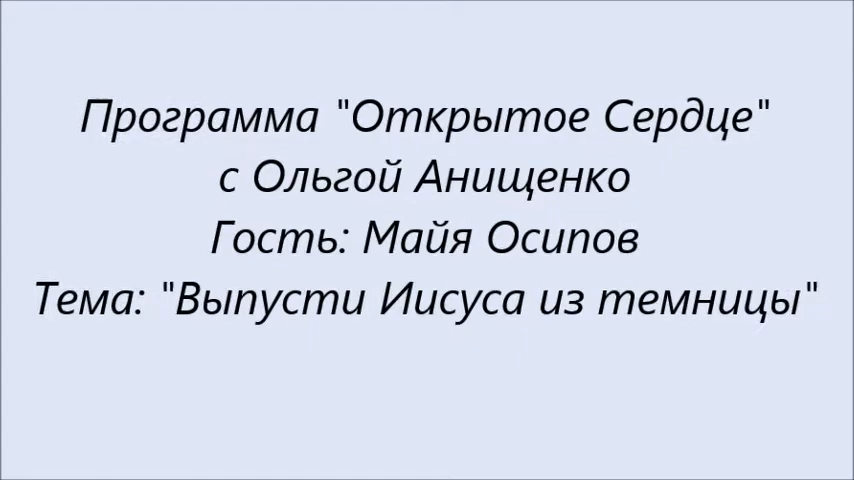 Программа "Открытое Сердце"
с Ольгой Анищенко
Гость: Майя Осипов
Тема: "Выпусти Иисуса из темницы"